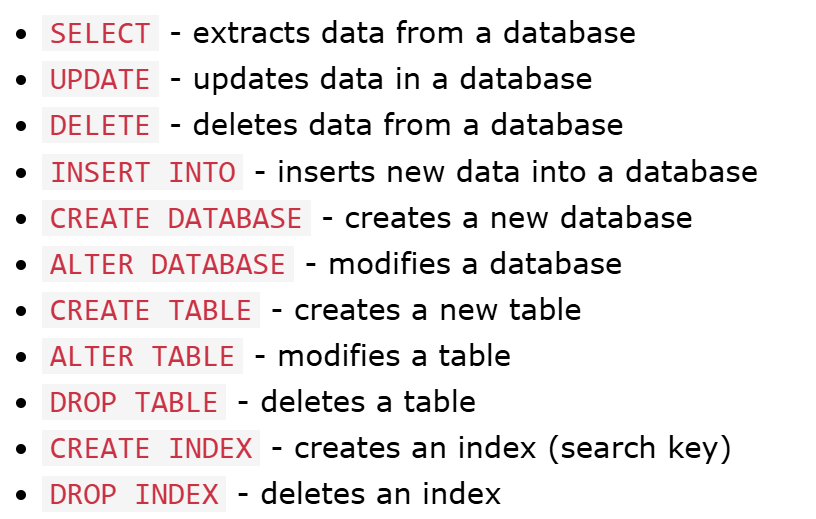 • SELECT - extracts data from a database
• UPDATE - updates data in a database
• DELETE - deletes data from a database
• INSERT INTO - inserts new data into a database
• CREATE DATABASE - creates a new database
• ALTER DATABASE - modifies a database
• CREATE TABLE - creates a new table
• ALTER TABLE - modifies a table
• DROP TABLE - deletes a table
• CREATE INDEX - creates an index (search key)
• DROP INDEX - deletes an index